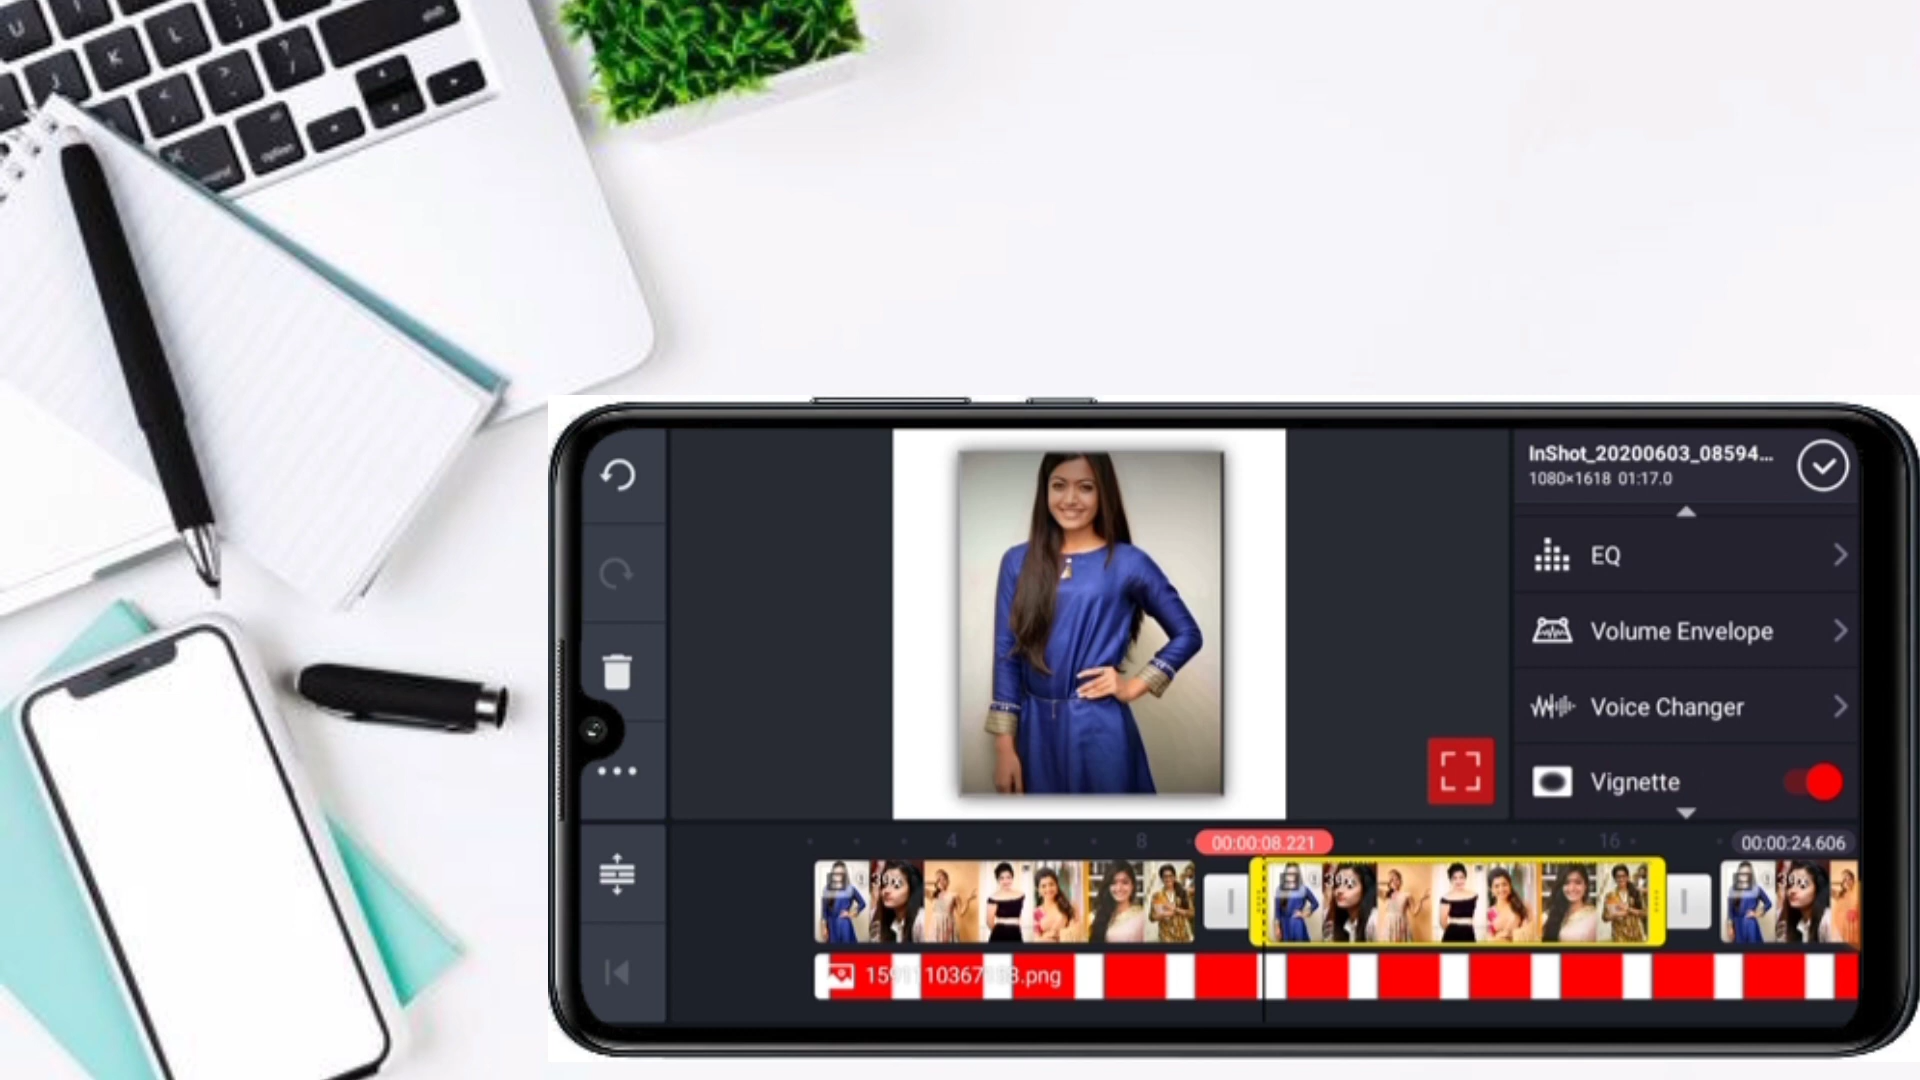 U
I
J
K
L
option
InShot_20200603_08594...
1080×1618 01:17.0
EQ
Volume Envelope
Voice Changer
Vignette
4
8
00:00:08.221
16
00:00:24.606